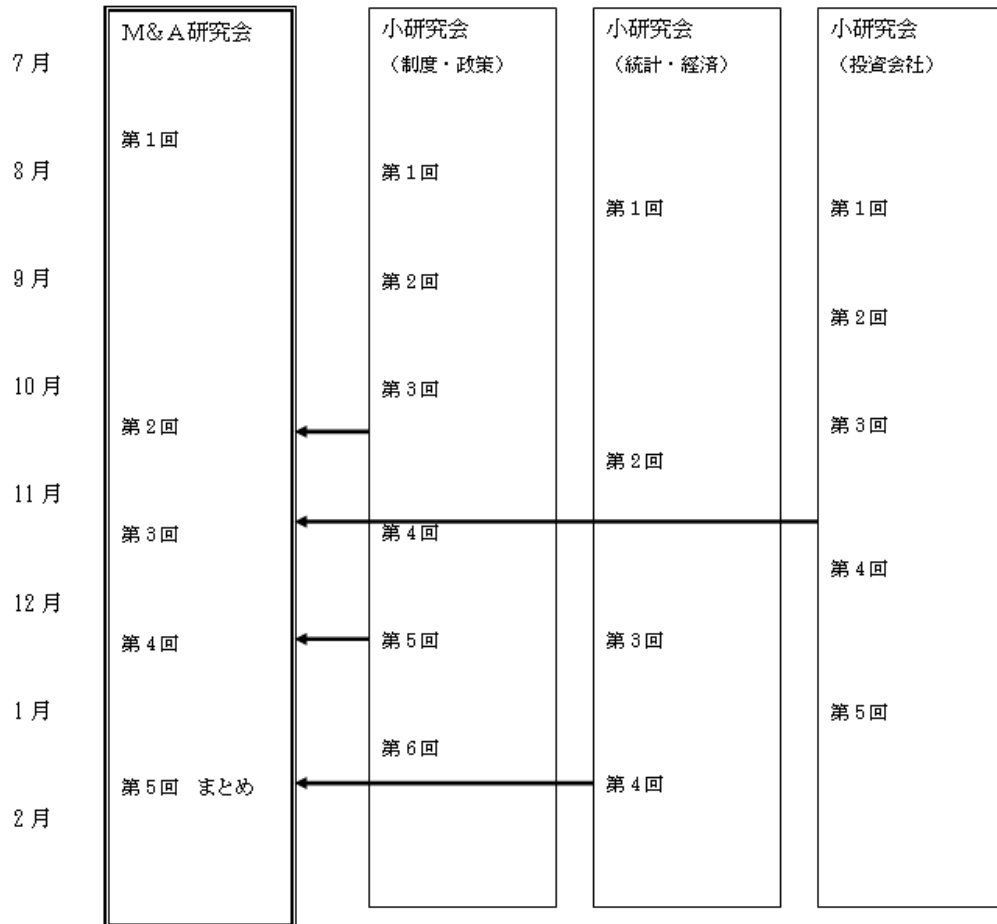 7月
8月
9月
10月
11月
12月
1月
2月
M&A研究会
第1回
第2回
第3回
第4回
第5回 まとめ
小研究会
（制度・政策）
第1回
第2回
第3回
第4回
第5回
第6回
小研究会
（統計・経済）
第1回
第2回
第3回
第4回
小研究会
（投資会社）
第1回
第2回
第3回
第4回
第5回